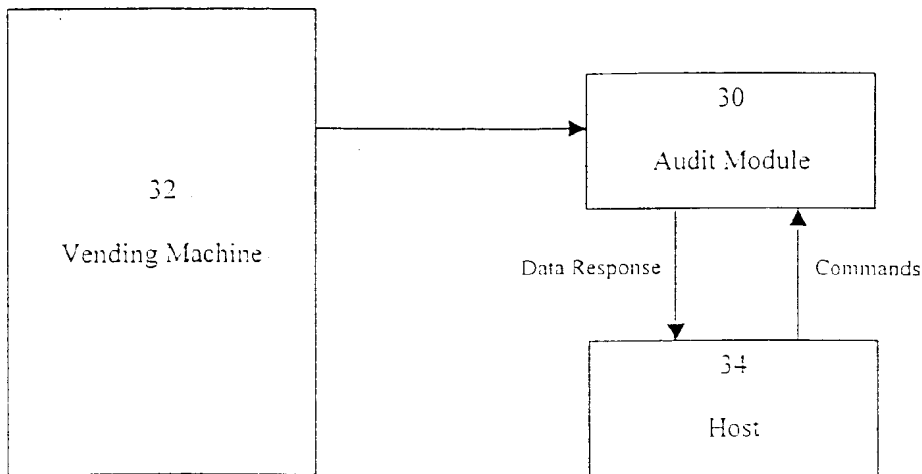 30
Audit Module
32
Vending Machine
Data Response
Commands
34
Host